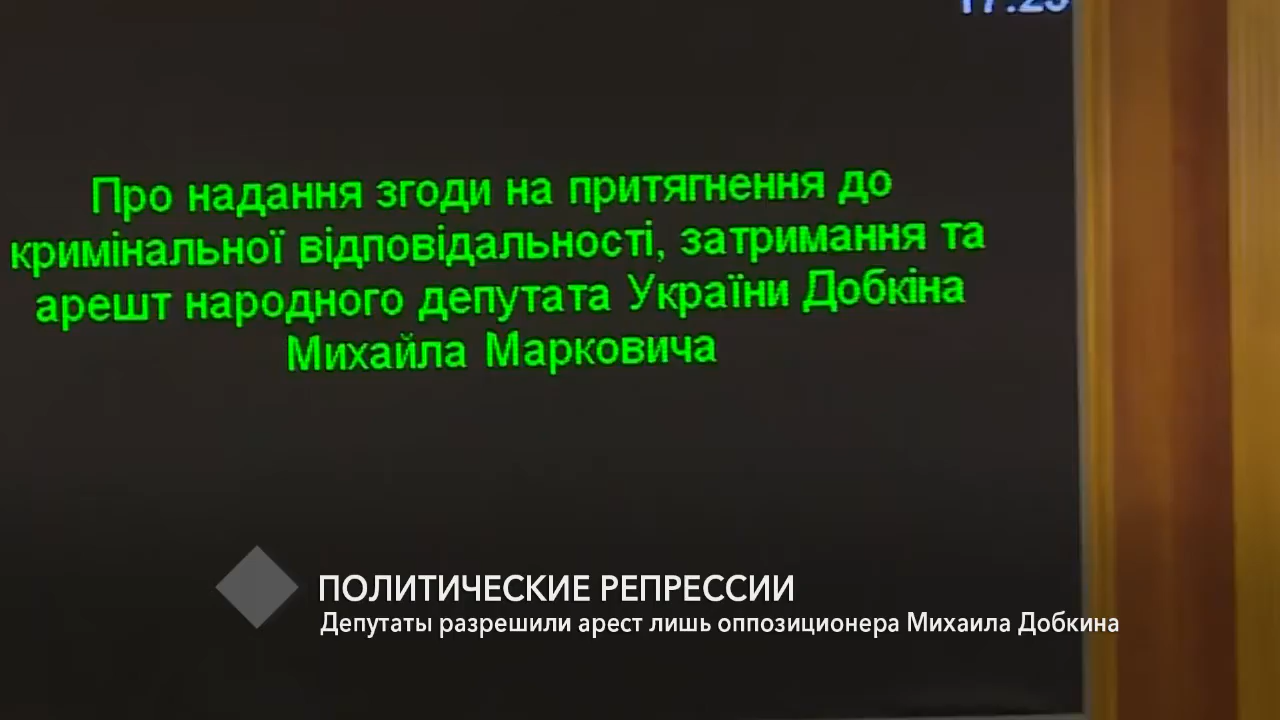 Про надання згоди на притягнення до
кримінальної відповідальності, затримання та
арешт народного депутата України Добкіна
Михайла Марковича
ПОЛИТИЧЕСКИЕ РЕПРЕССИИ
Депутаты разрешили арест лишь оппозиционера Михаила Добкина